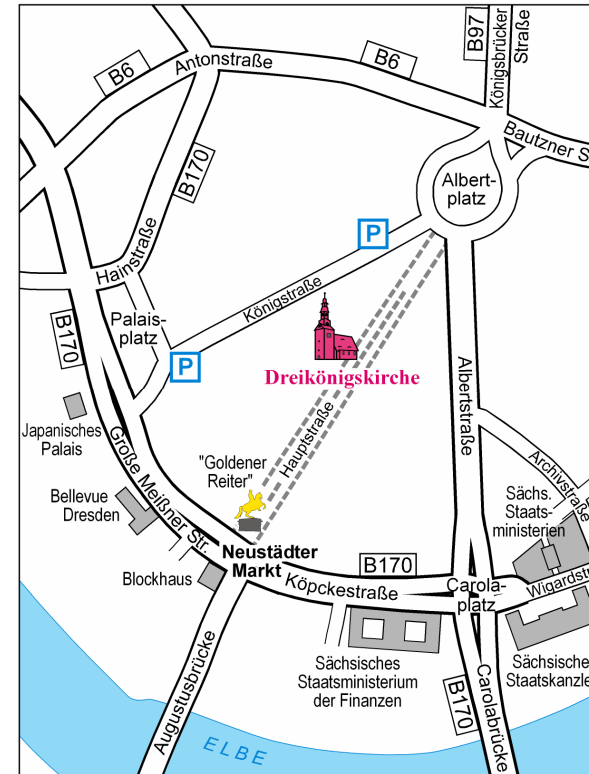 B97
Königsbrücker
Straße
B6
Antonstraße
B6
Bautzner S
B170
Albert-
platz
P
Hainstraße
Königstraße
Palais-
platz
B170
P
Dreikönigskirche
Albertstraße
Japanisches
Palais
Große Meißner Str.
Hauptstraße
"Goldener
Reiter"
Archivstraße
Bellevue
Dresden
Sächs.
Staats-
ministerien
Neustädter
Markt
B170
Blockhaus
Köpckestraße
Carola-
platz
Wigardstr
Sächsisches
Staatsministerium
der Finanzen
Sächsische
Staatskanzle
Augustusbrücke
B170
Carolabrücke
ELBE